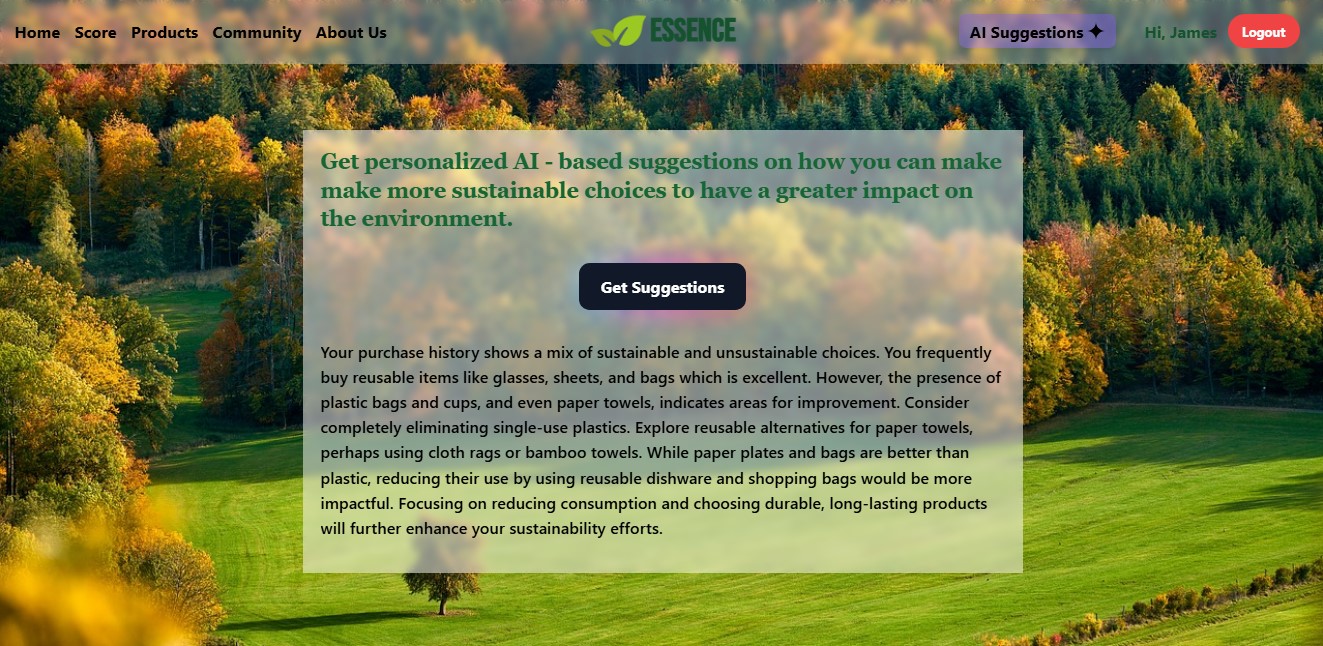 Home Score Products Community About Us ESSENCE AI Suggestions ✦ Hi, James Logout
Get personalized AI - based suggestions on how you can make
make more sustainable choices to have a greater impact on
the environment.
Get Suggestions
Your purchase history shows a mix of sustainable and unsustainable choices. You frequently
buy reusable items like glasses, sheets, and bags which is excellent. However, the presence of
plastic bags and cups, and even paper towels, indicates areas for improvement. Consider
completely eliminating single-use plastics. Explore reusable alternatives for paper towels,
perhaps using cloth rags or bamboo towels. While paper plates and bags are better than
plastic, reducing their use by using reusable dishware and shopping bags would be more
impactful. Focusing on reducing consumption and choosing durable, long-lasting products
will further enhance your sustainability efforts.